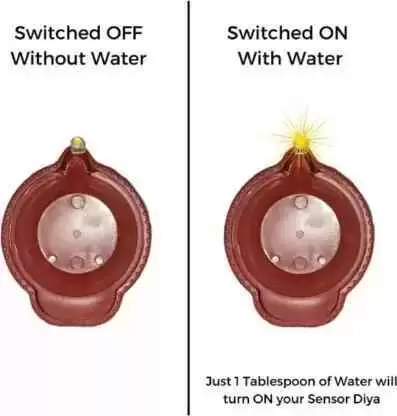 Switched OFF
Without Water
Switched ON
With Water
Just 1 Tablespoon of Water will
turn ON your Sensor Diya